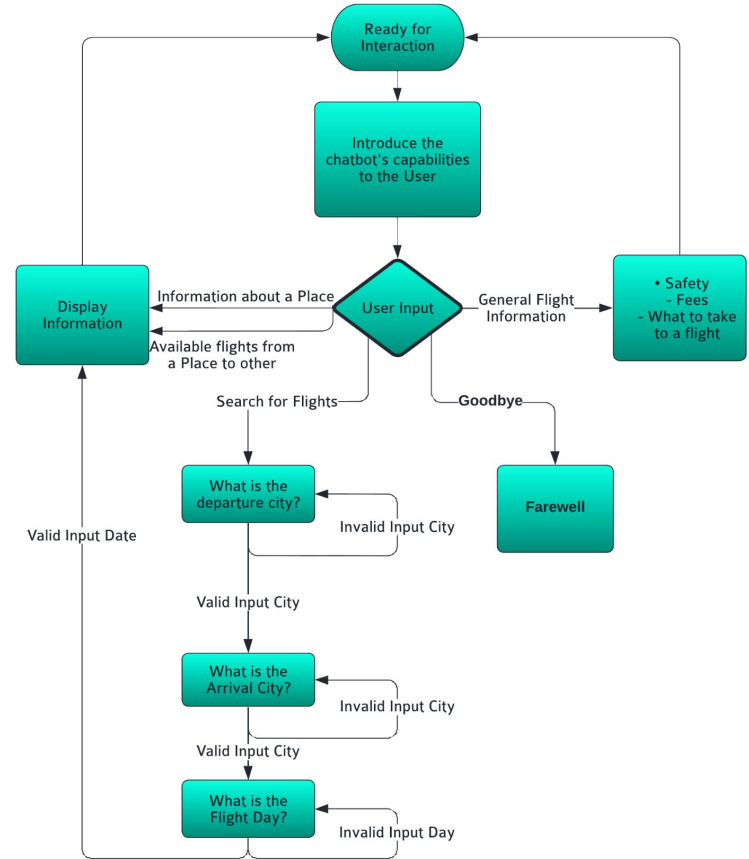 Ready for
Interaction
Introduce the
chatbot's capabilities
to the User
User Input
Information about a Place
Available flights from
a Place to other
Display
Information
General Flight
Information
• Safety
- Fees
- What to take
to a flight
Search for Flights
Goodbye
Farewell
What is the
departure city?
Invalid Input City
Valid Input City
What is the
Arrival City?
Invalid Input City
Valid Input City
What is the
Flight Day?
Invalid Input Day
Valid Input Date